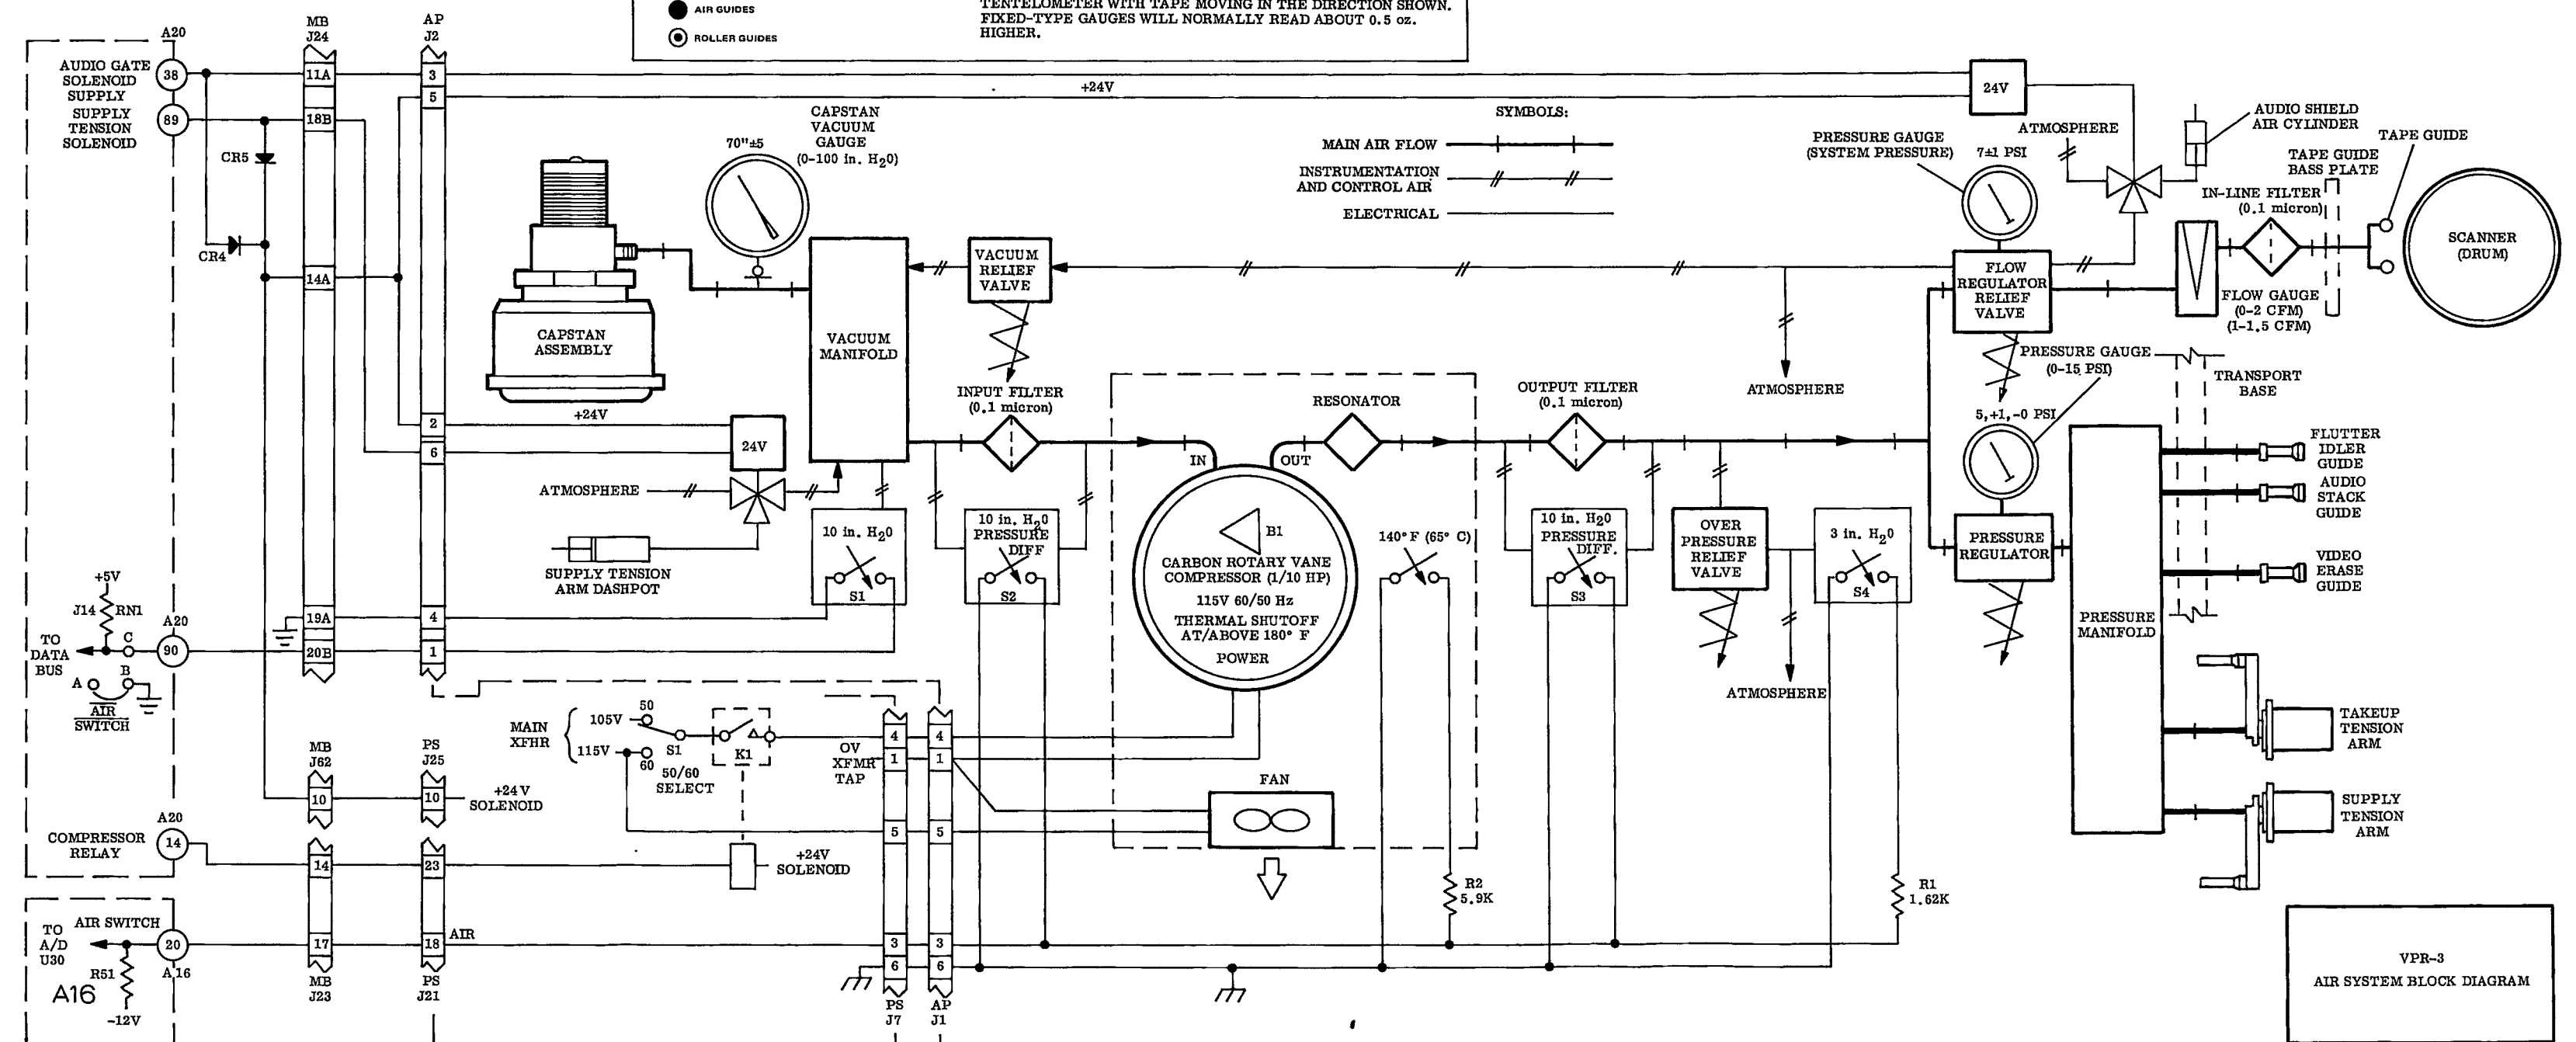 AIR GUIDES
ROLLER GUIDES
TENTELOMETER WITH TAPE MOVING IN THE DIRECTION SHOWN.
FIXED-TYPE GAUGES WILL NORMALLY READ ABOUT 0.5 oz.
HIGHER.
A20
AUDIO GATE
SOLENOID
SUPPLY
38
SUPPLY
TENSION
SOLENOID
89
CR5
CR4
MB
J24
11A
18B
14A
19A
20B
AP
J2
3
5
2
6
4
1
+24V
24V
CAPSTAN
VACUUM
GAUGE
(0-100 in. H2O)
70"±5
CAPSTAN
ASSEMBLY
VACUUM
MANIFOLD
SYMBOLS:
MAIN AIR FLOW
INSTRUMENTATION
AND CONTROL AIR
ELECTRICAL
VACUUM
RELIEF
VALVE
INPUT FILTER
(0.1 micron)
RESONATOR
OUTPUT FILTER
(0.1 micron)
ATMOSPHERE
PRESSURE GAUGE
(SYSTEM PRESSURE)
7±1 PSI
ATMOSPHERE
AUDIO SHIELD
AIR CYLINDER
TAPE GUIDE
TAPE GUIDE
BASS PLATE
IN-LINE FILTER
(0.1 micron)
FLOW
REGULATOR
RELIEF
VALVE
FLOW GAUGE
(0-2 CFM)
(1-1.5 CFM)
SCANNER
(DRUM)
PRESSURE GAUGE
(0-15 PSI)
TRANSPORT
BASE
5,+1,-0 PSI
PRESSURE
REGULATOR
PRESSURE
MANIFOLD
FLUTTER
IDLER
GUIDE
AUDIO
STACK
GUIDE
VIDEO
ERASE
GUIDE
TAKEUP
TENSION
ARM
SUPPLY
TENSION
ARM
+24V
24V
ATMOSPHERE
SUPPLY TENSION
ARM DASHPOT
10 in. H2O
S1
10 in. H2O
PRESSURE
DIFF
S2
IN
OUT
B1
CARBON ROTARY VANE
COMPRESSOR (1/10 HP)
115V 60/50 Hz
THERMAL SHUTOFF
AT/ABOVE 180° F
POWER
140°F (65° C)
10 in. H2O
PRESSURE
DIFF.
S3
OVER
PRESSURE
RELIEF
VALVE
ATMOSPHERE
3 in. H2O
S4
+5V
J14
RN1
TO
DATA
BUS
C
A20
90
A
B
AIR
SWITCH
MAIN
XFHR
105V
115V
50
60
S1
50/60
SELECT
K1
OV
XFMR
TAP
4
4
1
1
5
5
3
3
6
6
FAN
MB
J62
10
PS
J25
10
+24V
SOLENOID
A20
COMPRESSOR
RELAY
14
14
23
+24V
SOLENOID
R2
5.9K
R1
1.62K
TO
A/D
U30
AIR SWITCH
20
17
18
AIR
R51
A16
A16
-12V
MB
J23
PS
J21
PS
J7
AP
J1
VPR-3
AIR SYSTEM BLOCK DIAGRAM